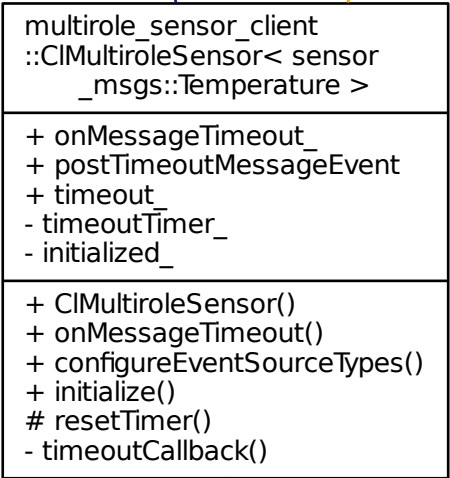 multirole_sensor_client
::ClMultiroleSensor< sensor
_msgs::Temperature >
+ onMessageTimeout_
+ postTimeoutMessageEvent
+ timeout_
- timeoutTimer_
- initialized_
+ ClMultiroleSensor()
+ onMessageTimeout()
+ configureEventSourceTypes()
+ initialize()
# resetTimer()
- timeoutCallback()